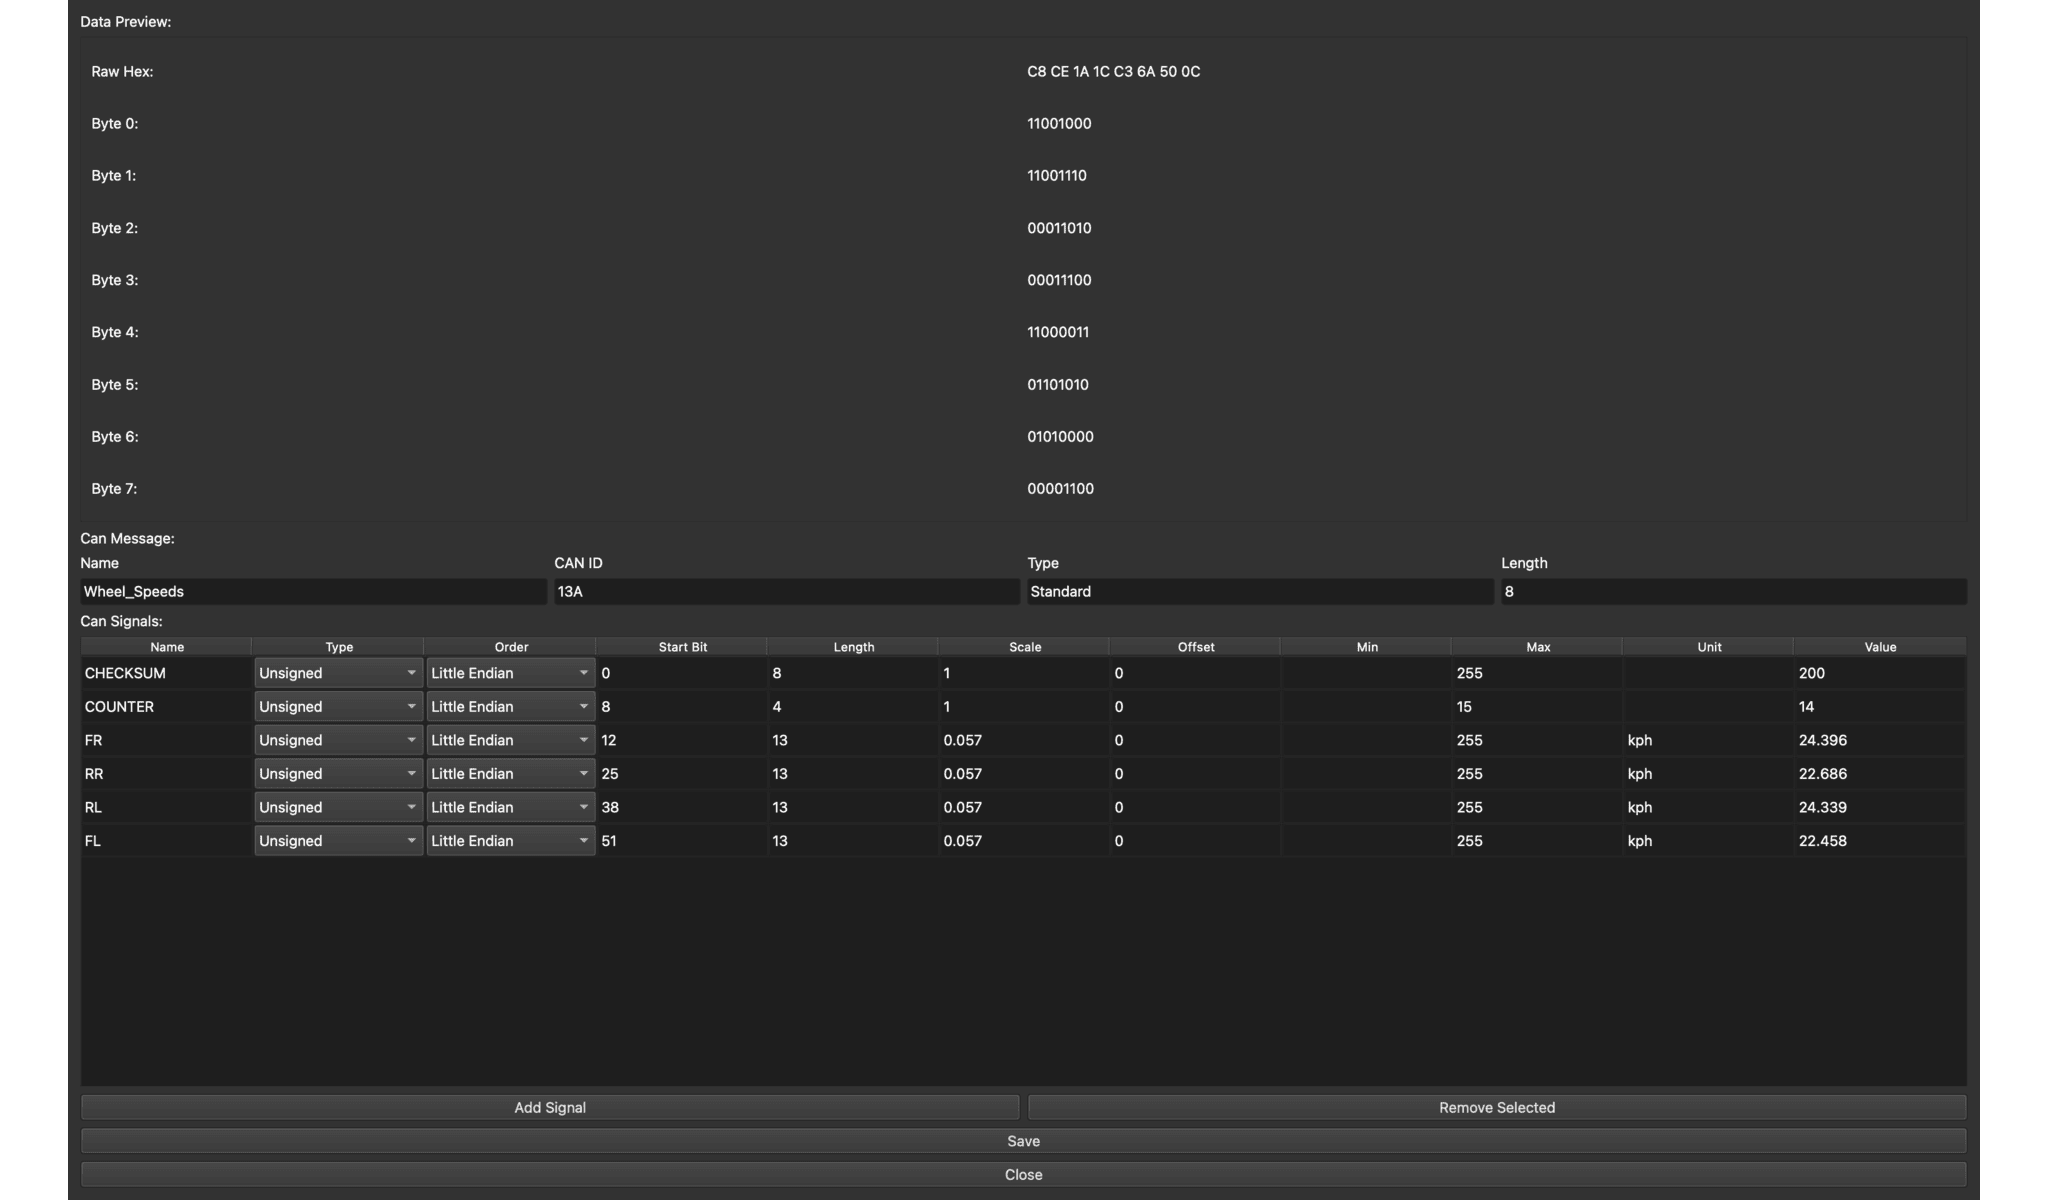 Data Preview:
Raw Hex: C8 CE 1A 1C C3 6A 50 0C
Byte 0: 11001000
Byte 1: 11001110
Byte 2: 00011010
Byte 3: 00011100
Byte 4: 11000011
Byte 5: 01101010
Byte 6: 01010000
Byte 7: 00001100
Can Message:
Name CAN ID Type Length
Wheel_Speeds 13A Standard 8
Can Signals:
Name Type Order Start Bit Length Scale Offset Min Max Unit Value
CHECKSUM Unsigned Little Endian 0 8 1 0 255 200
COUNTER Unsigned Little Endian 8 4 1 0 15 14
FR Unsigned Little Endian 12 13 0.057 0 255 kph 24.396
RR Unsigned Little Endian 25 13 0.057 0 255 kph 22.686
RL Unsigned Little Endian 38 13 0.057 0 255 kph 24.339
FL Unsigned Little Endian 51 13 0.057 0 255 kph 22.458
Add Signal Remove Selected
Save
Close